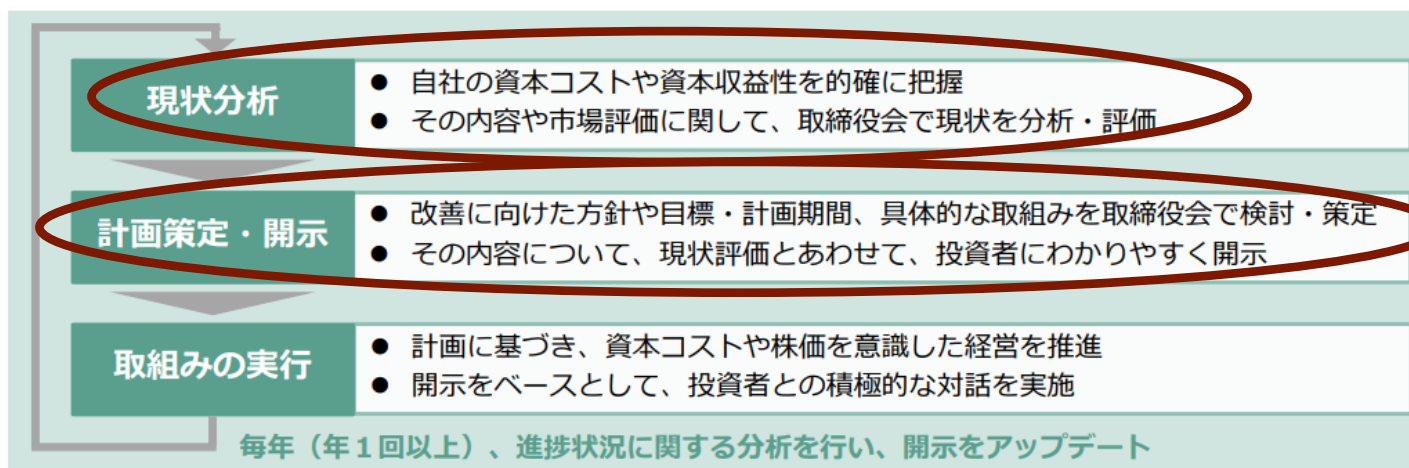 現状分析
● 自社の資本コストや資本収益性を的確に把握
● その内容や市場評価に関して、取締役会で現状を分析・評価
計画策定・開示
● 改善に向けた方針や目標・計画期間、具体的な取組みを取締役会で検討・策定
● その内容について、現状評価とあわせて、投資者にわかりやすく開示
取組みの実行
● 計画に基づき、資本コストや株価を意識した経営を推進
● 開示をベースとして、投資者との積極的な対話を実施
毎年（年１回以上）、進捗状況に関する分析を行い、開示をアップデート